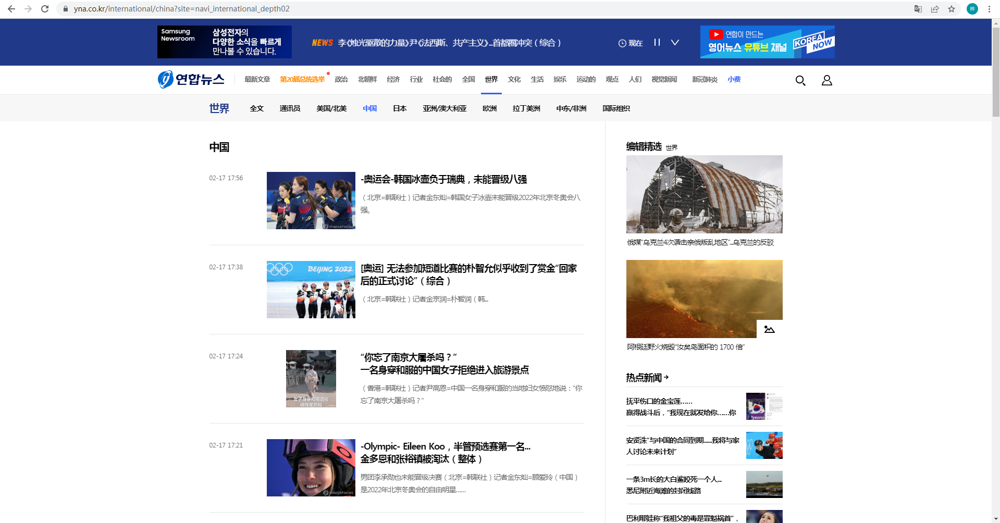 yna.co.kr/international/china?site=navi_international_depth02
桦
Samsung
Newsroom
삼성전자의
다양한 소식을 빠르게
만나볼 수 있습니다.
NEWS 李《烛光驱散的力量》尹《法西斯、共产主义》...首都圈冲突（综合）
现在
연합이 만드는
영어뉴스 유튜브 채널
KOREA NOW
연합뉴스
最新文章 第20届总统选举 政治 北朝鲜 经济 行业 社会的 全国 世界 文化 生活 娱乐 运动的 观点 人们 视觉新闻 新冠肺炎 小费
世界 全文 通讯员 美国/北美 中国 日本 亚洲/澳大利亚 欧洲 拉丁美洲 中东/非洲 国际组织
中国
02-17 17:56
-奥运会-韩国冰壶负于瑞典，未能晋级八强
（北京=韩联社）记者金东灿=韩国女子冰壶未能晋级2022年北京冬奥会八
强。
KOR
YONHAP NEWS
02-17 17:38
BEIJING 2022
[奥运] 无法参加短道比赛的朴智允似乎收到了赏金“回家
后的正式讨论”（综合）
（北京=韩联社）记者金京润=朴智润（韩...
YONHAP NEWS
02-17 17:24
女子身穿和服逛街
被网友抓拍
“你忘了南京大屠杀吗？”
一名身穿和服的中国女子拒绝进入旅游景点
（香港=韩联社）记者尹高恩=中国一名身穿和服的当地妇女愤怒地说：“你
忘了南京大屠杀吗？”
02-17 17:21
-Olympic- Eileen Koo，半管预选赛第一名...
金多恩和张裕镇被淘汰（整体）
男团李承勋也未能晋级决赛（北京=韩联社）记者金东灿=顾爱玲（中国）
是2022年北京冬奥会的自由明星......
YONHAP NEWS
编辑精选 世界
俄媒“乌克兰4次袭击亲俄叛乱地区”...乌克兰的反驳
阿根廷野火烧毁“汝矣岛面积的 1700 倍”
热点新闻
抚平伤口的金宝莲……
赢得战斗后，“我现在就发给你……你
安贤洙“与中国的合同到期......我将与家
人讨论未来计划”
一条3m长的大白鲨咬死一个人...
悉尼附近海滩的封闭线路
巴利耶娃称“我祖父的毒是罪魁祸首”，